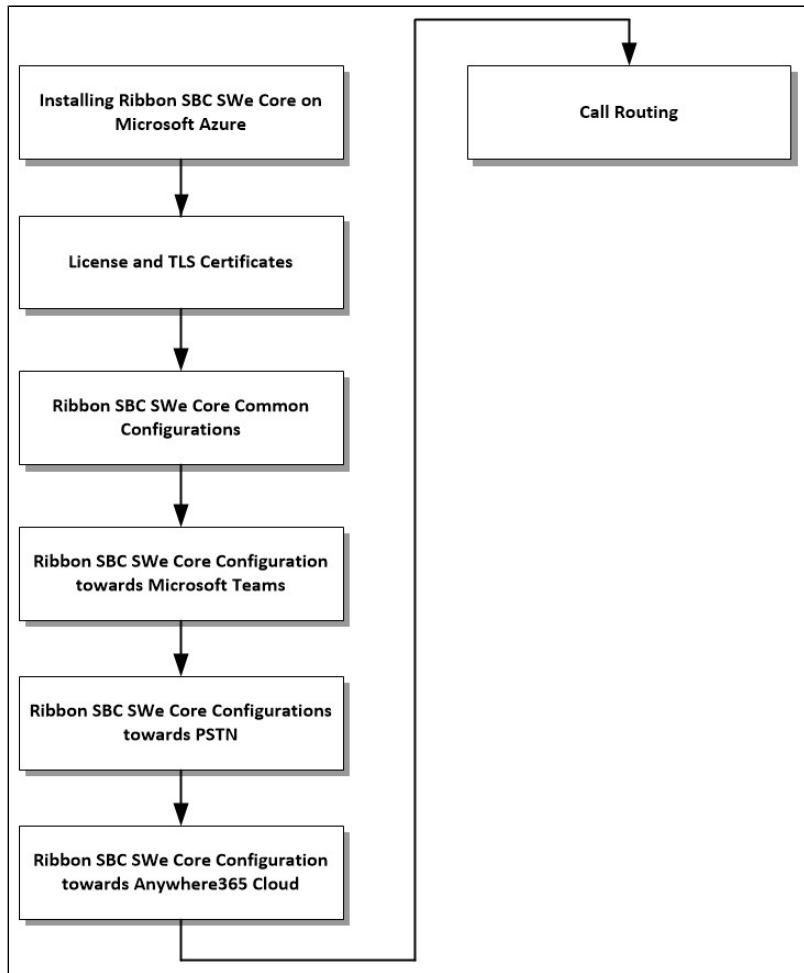 Installing Ribbon SBC SWe Core on
Microsoft Azure
License and TLS Certificates
Ribbon SBC SWe Core Common
Configurations
Ribbon SBC SWe Core Configuration
towards Microsoft Teams
Ribbon SBC SWe Core Configurations
towards PSTN
Ribbon SBC SWe Core Configuration
towards Anywhere365 Cloud
Call Routing